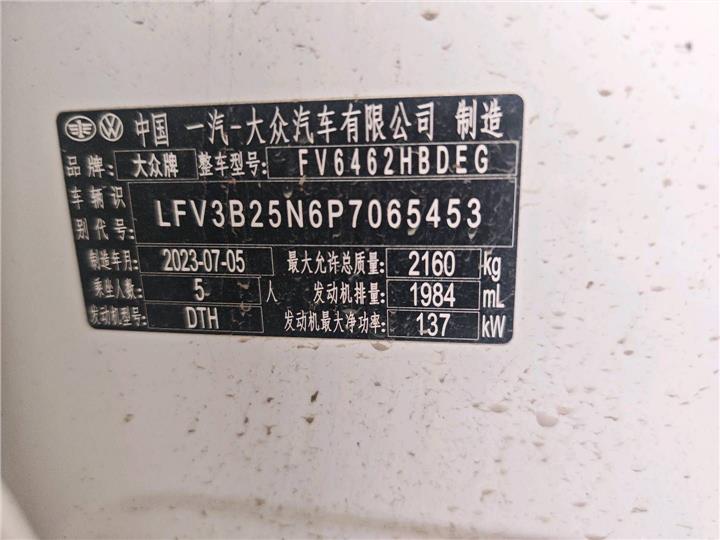 中国 一汽-大众汽车有限公司 制造
品牌: 大众牌 整车型号: FV6462HBDEG
车辆识别代号: LFV3B25N6P7065453
制造年月: 2023-07-05 最大允许总质量: 2160 kg
乘坐人数: 5 人 发动机排量: 1984 mL
发动机型号: DTH 发动机最大净功率: 137 kW